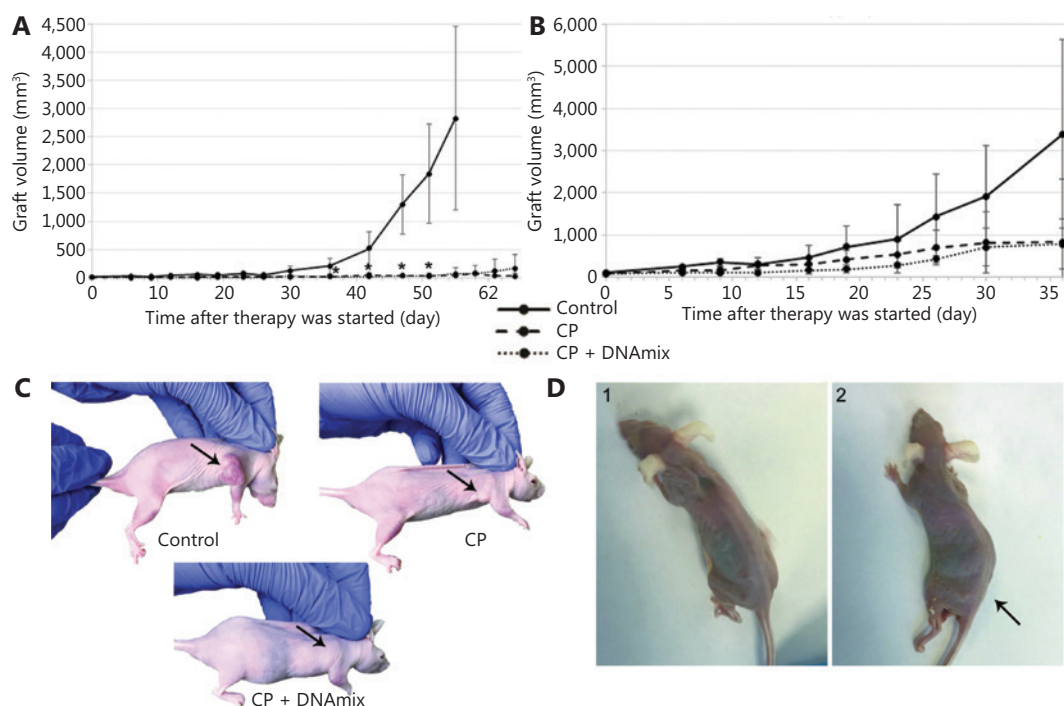 A
Graft volume (mm³)
4,500
4,000
3,500
3,000
2,500
2,000
1,500
1,000
500
0
* * * *
0 10 20 30 40 50 62
Time after therapy was started (day)
B
Graft volume (mm³)
6,000
5,000
4,000
3,000
2,000
1,000
0
0 5 10 15 20 25 30 35
Time after therapy was started (day)
Control
CP
CP + DNAmix
C
Control
CP
CP + DNAmix
D
1
2